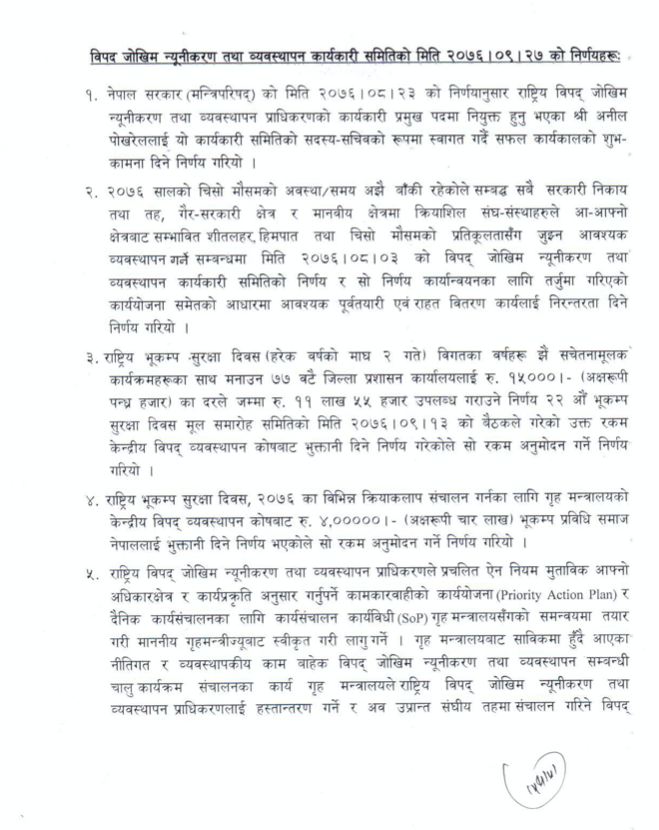 विपद जोखिम न्यूनीकरण तथा व्यवस्थापन कार्यकारी समितिको मिति २०७६।०९।२७ को निर्णयहरू:
१. नेपाल सरकार (मन्त्रिपरिषद्) को मिति २०७६।०८।२३ को निर्णयानुसार राष्ट्रिय विपद् जोखिम
न्यूनीकरण तथा व्यवस्थापन प्राधिकरणको कार्यकारी प्रमुख पदमा नियुक्त हुनु भएका श्री अनील
पोखरेललाई यो कार्यकारी समितिको सदस्य-सचिवको रूपमा स्वागत गर्दै सफल कार्यकालको शुभ-
कामना दिने निर्णय गरियो ।
२. २०७६ सालको चिसो मौसमको अवस्था/समय अझै बाँकी रहेकोले सम्बद्ध सबै सरकारी निकाय
तथा तह, गैर-सरकारी क्षेत्र र मानवीय क्षेत्रमा क्रियाशिल संघ-संस्थाहरुले आ-आफ्नो
क्षेत्रबाट सम्भावित शीतलहर, हिमपात तथा चिसो मौसमको प्रतिकूलतासँग जुझ्न आवश्यक
व्यवस्थापन गर्ने सम्बन्धमा मिति २०७६।०८।०३ को विपद् जोखिम न्यूनीकरण तथा
व्यवस्थापन कार्यकारी समितिको निर्णय र सो निर्णय कार्यान्वयनका लागि तर्जुमा गरिएको
कार्ययोजना समेतको आधारमा आवश्यक पूर्वतयारी एवं राहत वितरण कार्यलाई निरन्तरता दिने
निर्णय गरियो ।
३. राष्ट्रिय भूकम्प सुरक्षा दिवस (हरेक वर्षको माघ २ गते) विगतका वर्षहरू झैं सचेतनामूलक
कार्यक्रमहरूका साथ मनाउन ७७ वटै जिल्ला प्रशासन कार्यालयलाई रु. १५०००।- (अक्षरूपी
पन्ध्र हजार) का दरले जम्मा रु. ११ लाख ५५ हजार उपलब्ध गराउने निर्णय २२ औं भूकम्प
सुरक्षा दिवस मूल समारोह समितिको मिति २०७६।०९।१३ को बैठकले गरेको उक्त रकम
केन्द्रीय विपद् व्यवस्थापन कोषबाट भुक्तानी दिने निर्णय गरेकोले सो रकम अनुमोदन गर्ने निर्णय
गरियो ।
४. राष्ट्रिय भूकम्प सुरक्षा दिवस, २०७६ का विभिन्न क्रियाकलाप संचालन गर्नका लागि गृह मन्त्रालयको
केन्द्रीय विपद् व्यवस्थापन कोषबाट रु. ४,०००००।- (अक्षरूपी चार लाख) भूकम्प प्रविधि समाज
नेपाललाई भुक्तानी दिने निर्णय भएकोले सो रकम अनुमोदन गर्ने निर्णय गरियो ।
५. राष्ट्रिय विपद् जोखिम न्यूनीकरण तथा व्यवस्थापन प्राधिकरणले प्रचलित ऐन नियम मुताविक आफ्नो
अधिकारक्षेत्र र कार्यप्रकृति अनुसार गर्नुपर्ने कामकारवाहीको कार्ययोजना (Priority Action Plan) र
दैनिक कार्यसंचालनका लागि कार्यसंचालन कार्यविधी (SoP) गृह मन्त्रालयसँगको समन्वयमा तयार
गरी माननीय गृहमन्त्रीज्यूबाट स्वीकृत गरी लागु गर्ने । गृह मन्त्रालयबाट साविकमा हुँदै आएका
नीतिगत र व्यवस्थापकीय काम बाहेक विपद् जोखिम न्यूनीकरण तथा व्यवस्थापन सम्वन्धी
चालु कार्यक्रम संचालनका कार्य गृह मन्त्रालयले राष्ट्रिय विपद् जोखिम न्यूनीकरण तथा
व्यवस्थापन प्राधिकरणलाई हस्तान्तरण गर्ने र अव उप्रान्त संघीय तहमा संचालन गरिने विपद्